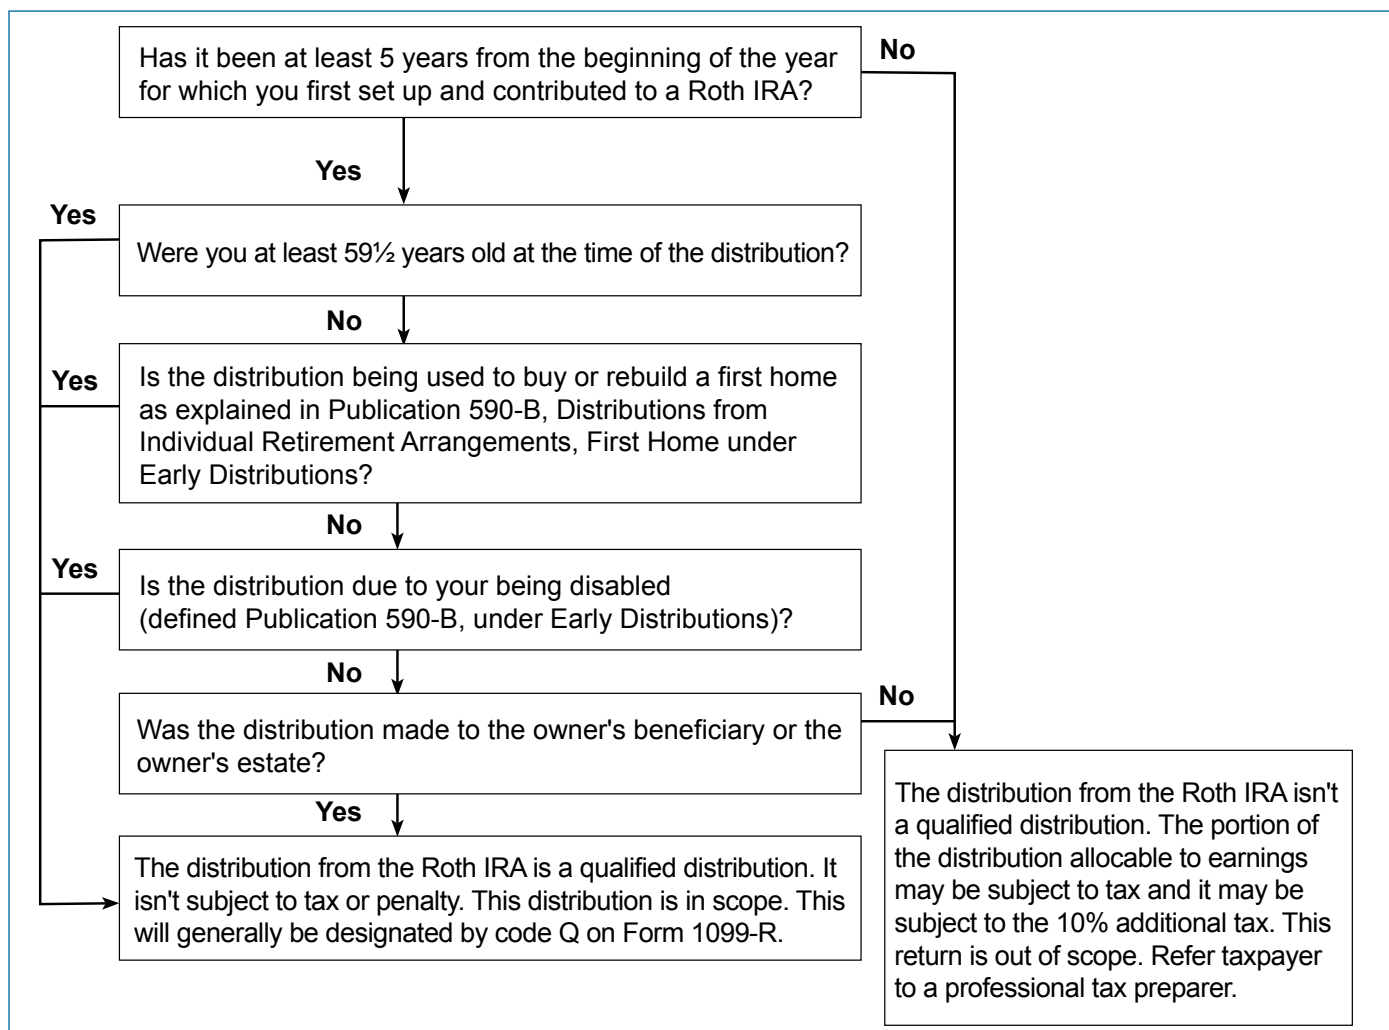 Has it been at least 5 years from the beginning of the year
for which you first set up and contributed to a Roth IRA?
No
Yes
Yes
Were you at least 59½ years old at the time of the distribution?
No
Yes
Is the distribution being used to buy or rebuild a first home
as explained in Publication 590-B, Distributions from
Individual Retirement Arrangements, First Home under
Early Distributions?
No
Yes
Is the distribution due to your being disabled
(defined Publication 590-B, under Early Distributions)?
No
No
Was the distribution made to the owner's beneficiary or the
owner's estate?
Yes
The distribution from the Roth IRA is a qualified distribution. It
isn't subject to tax or penalty. This distribution is in scope. This
will generally be designated by code Q on Form 1099-R.
The distribution from the Roth IRA isn't
a qualified distribution. The portion of
the distribution allocable to earnings
may be subject to tax and it may be
subject to the 10% additional tax. This
return is out of scope. Refer taxpayer
to a professional tax preparer.